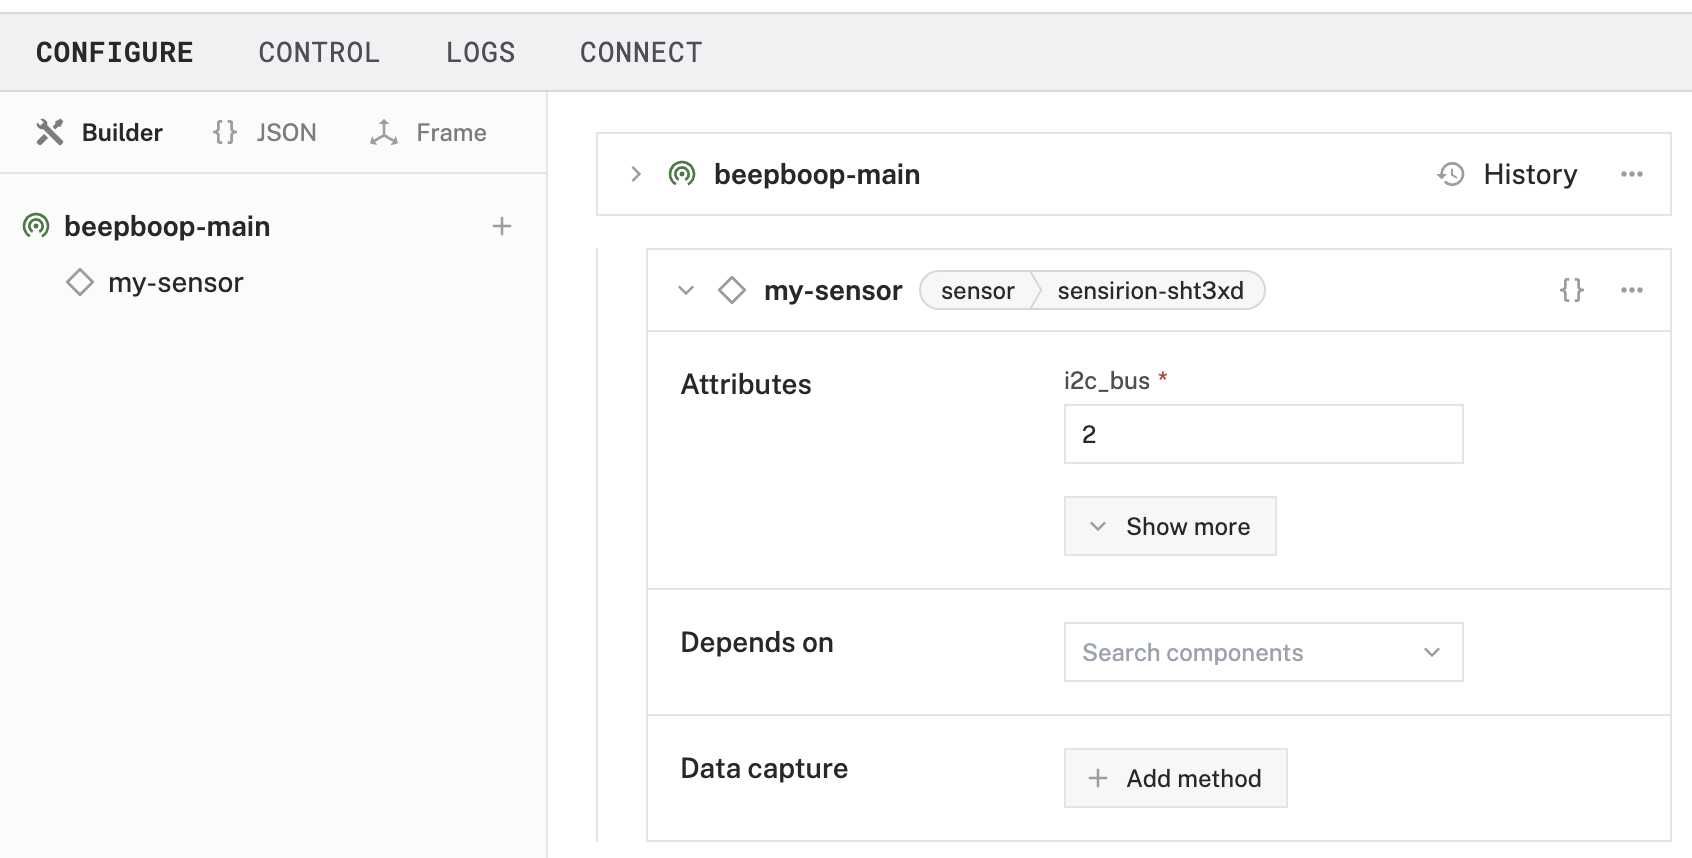 CONFIGURE CONTROL LOGS CONNECT
Builder {} JSON Frame
beepboop-main
my-sensor
beepboop-main History
my-sensor sensor sensirion-sht3xd {}
Attributes
i2c_bus *
2
Show more
Depends on
Search components
Data capture
Add method